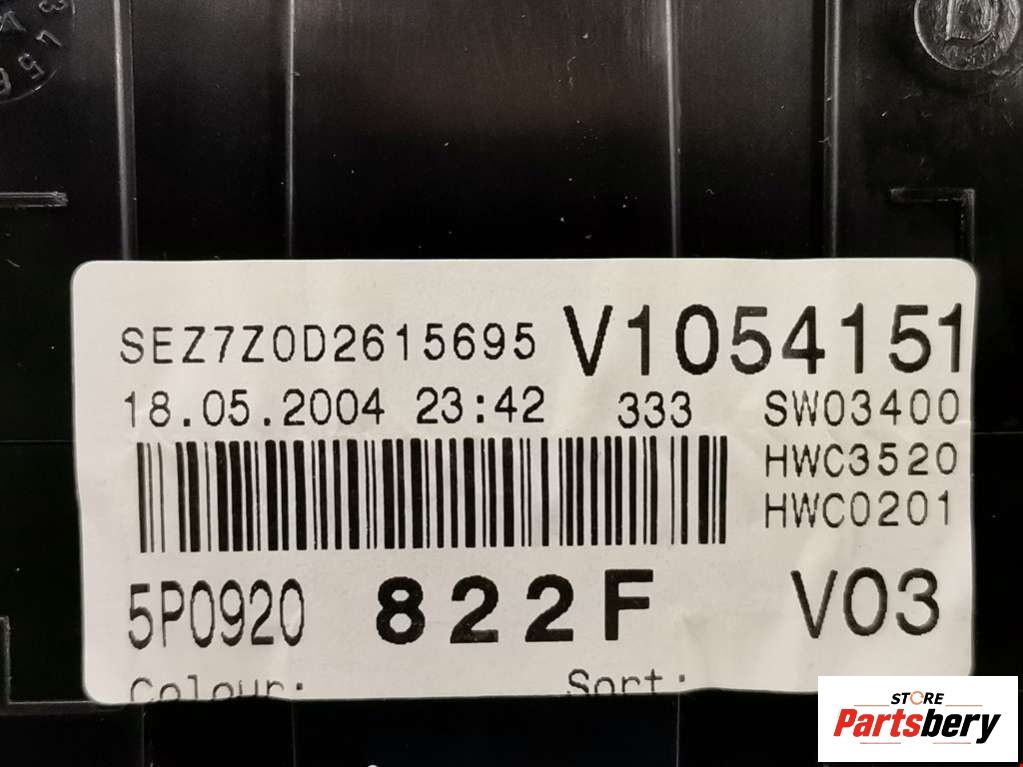 SEZ7Z0D2615695 V1054151
18.05.2004 23:42 333 SW03400
HWC3520
HWC0201
5P0920 822F V03
Colour: Sort:
STORE
Partsbery